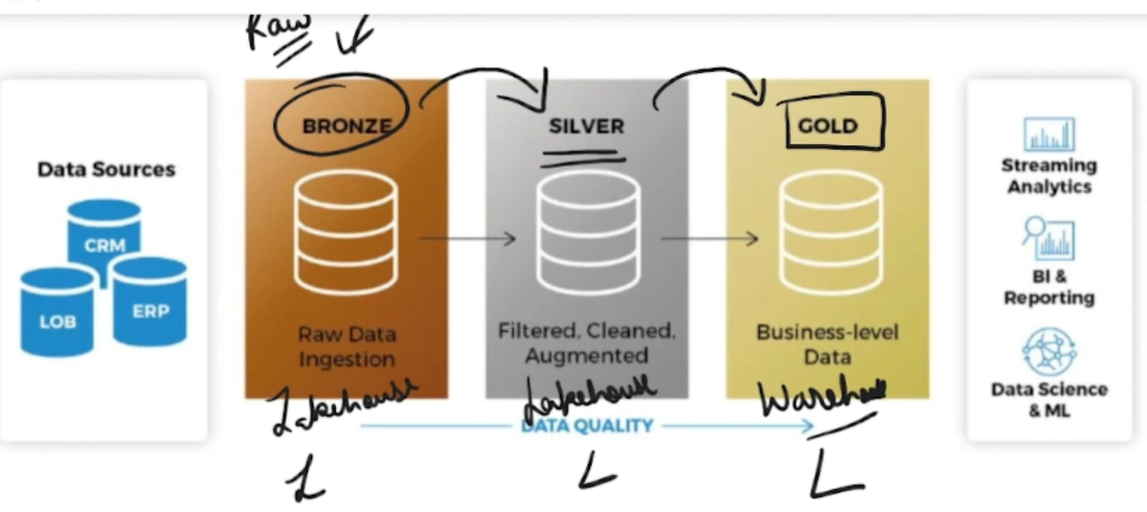 Raw
BRONZE
SILVER
GOLD
Data Sources
CRM
LOB
ERP
Raw Data
Ingestion
Filtered, Cleaned,
Augmented
Business-level
Data
Lakehouse
Lakehouse
Warehouse
DATA QUALITY
L
L
L
Streaming
Analytics
BI &
Reporting
Data Science
& ML